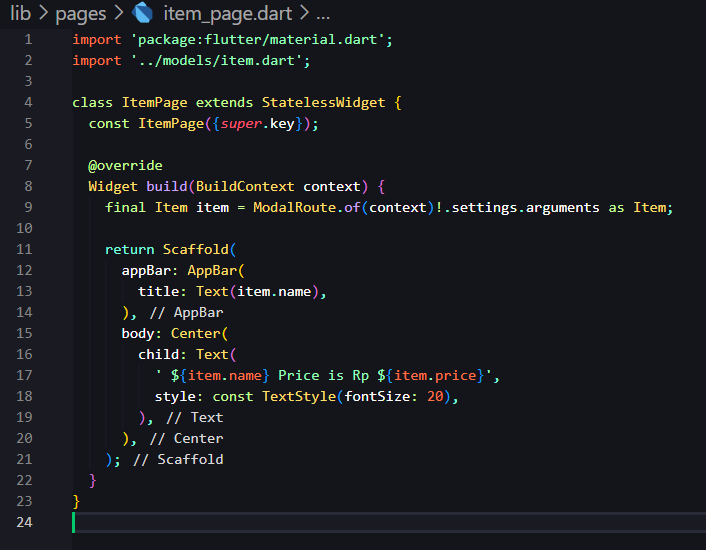 lib > pages > item_page.dart > ...
1 import 'package:flutter/material.dart';
2 import '../models/item.dart';
3
4 class ItemPage extends StatelessWidget {
5   const ItemPage({super.key});
6
7   @override
8   Widget build(BuildContext context) {
9     final Item item = ModalRoute.of(context)!.settings.arguments as Item;
10
11     return Scaffold(
12       appBar: AppBar(
13         title: Text(item.name),
14       ), // AppBar
15       body: Center(
16         child: Text(
17           ' ${item.name} Price is Rp ${item.price}',
18           style: const TextStyle(fontSize: 20),
19         ), // Text
20       ), // Center
21     ); // Scaffold
22   }
23 }
24